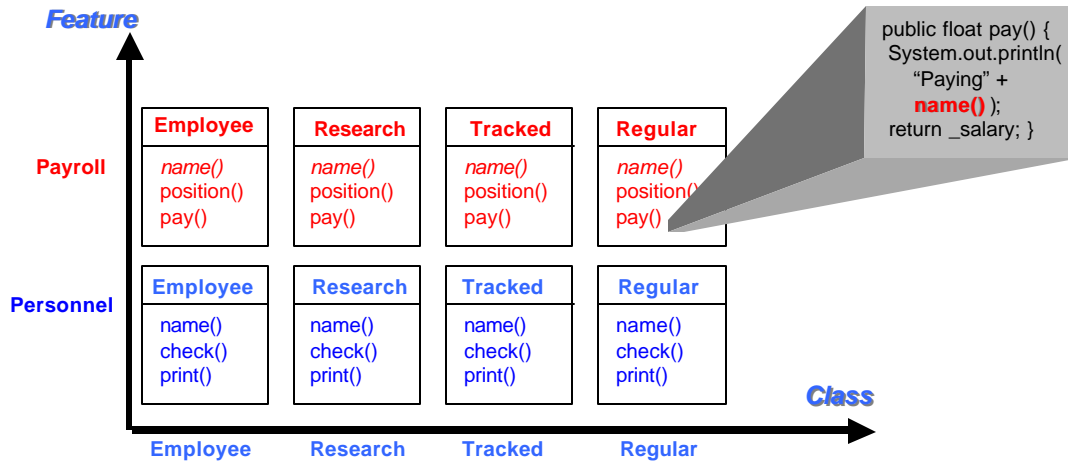 Feature
public float pay() {
System.out.println(
“Paying” +
name() );
return _salary; }
Payroll
Employee
name()
position()
pay()
Research
name()
position()
pay()
Tracked
name()
position()
pay()
Regular
name()
position()
pay()
Personnel
Employee
name()
check()
print()
Research
name()
check()
print()
Tracked
name()
check()
print()
Regular
name()
check()
print()
Class
Employee
Research
Tracked
Regular